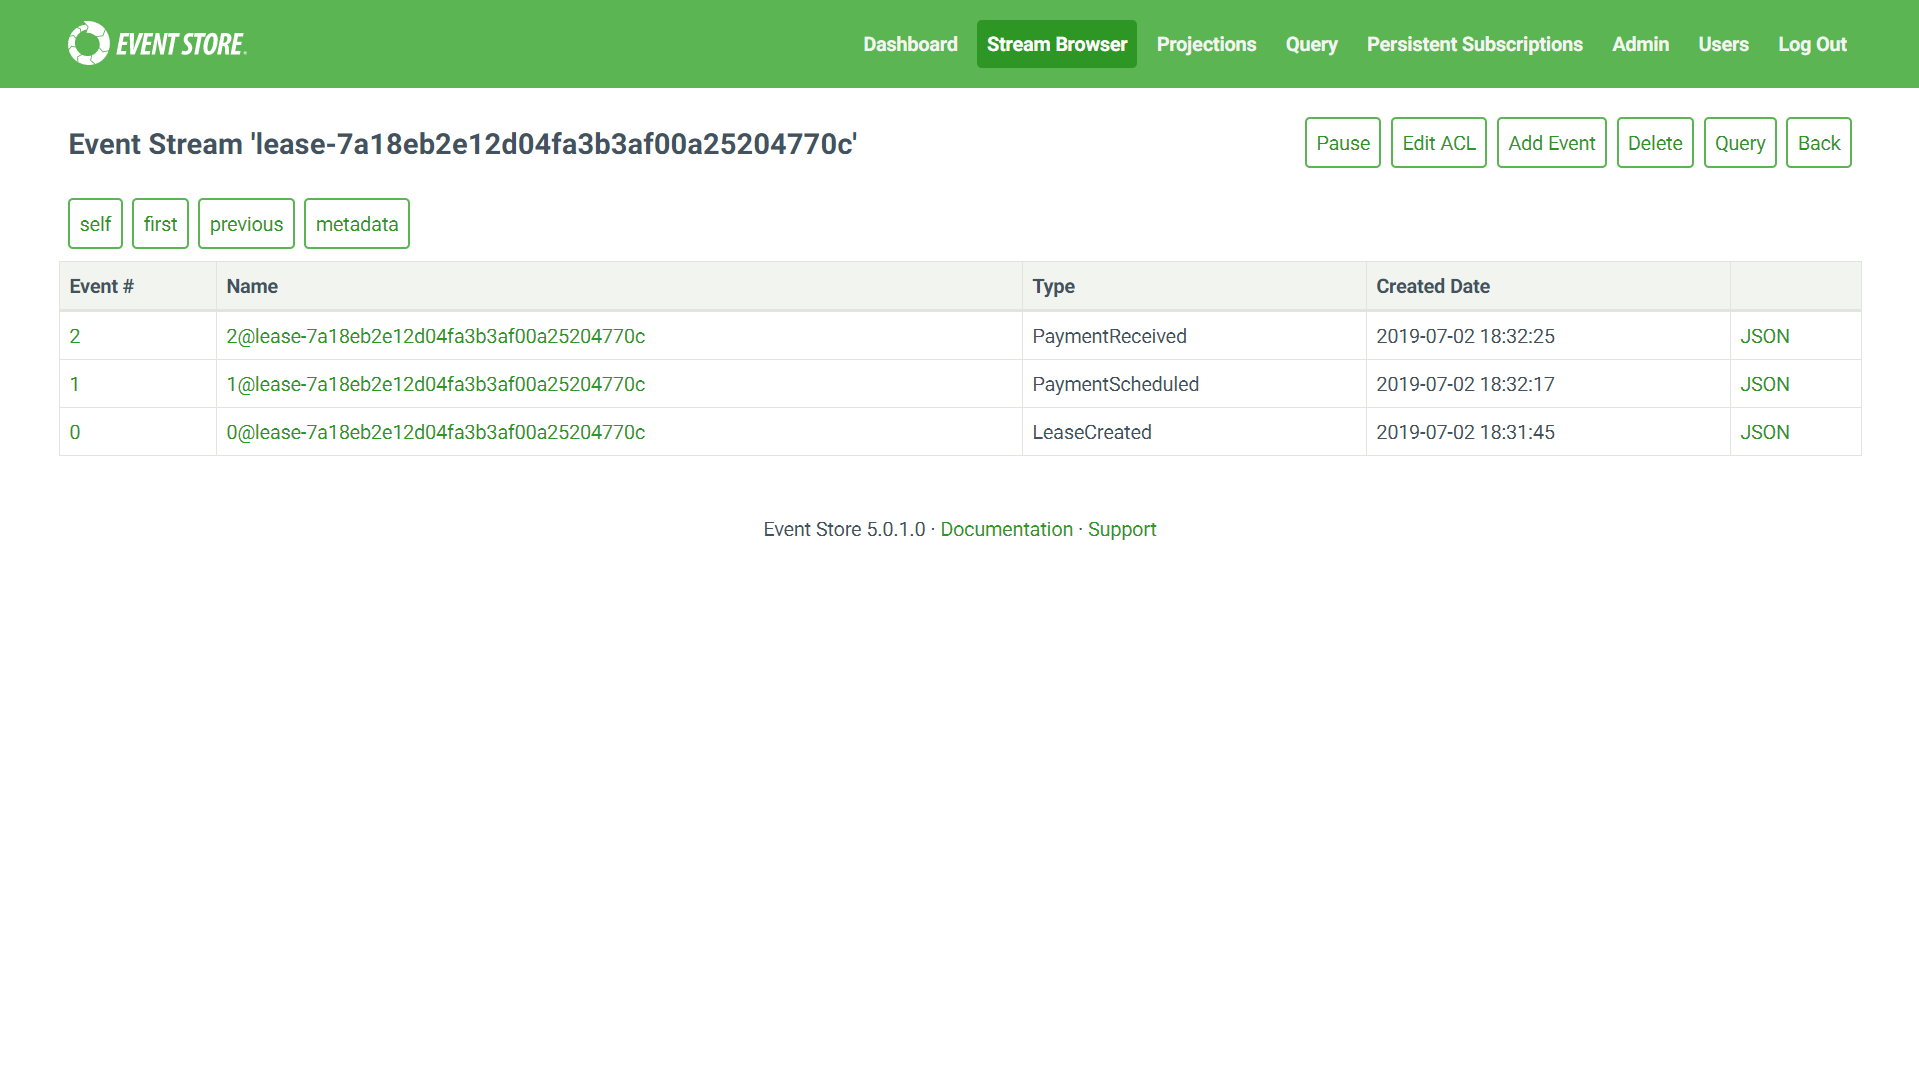 EVENT STORE.
Dashboard Stream Browser Projections Query Persistent Subscriptions Admin Users Log Out
Event Stream 'lease-7a18eb2e12d04fa3b3af00a25204770c'
Pause Edit ACL Add Event Delete Query Back
self first previous metadata
Event # Name Type Created Date
2 2@lease-7a18eb2e12d04fa3b3af00a25204770c PaymentReceived 2019-07-02 18:32:25 JSON
1 1@lease-7a18eb2e12d04fa3b3af00a25204770c PaymentScheduled 2019-07-02 18:32:17 JSON
0 0@lease-7a18eb2e12d04fa3b3af00a25204770c LeaseCreated 2019-07-02 18:31:45 JSON
Event Store 5.0.1.0 · Documentation · Support